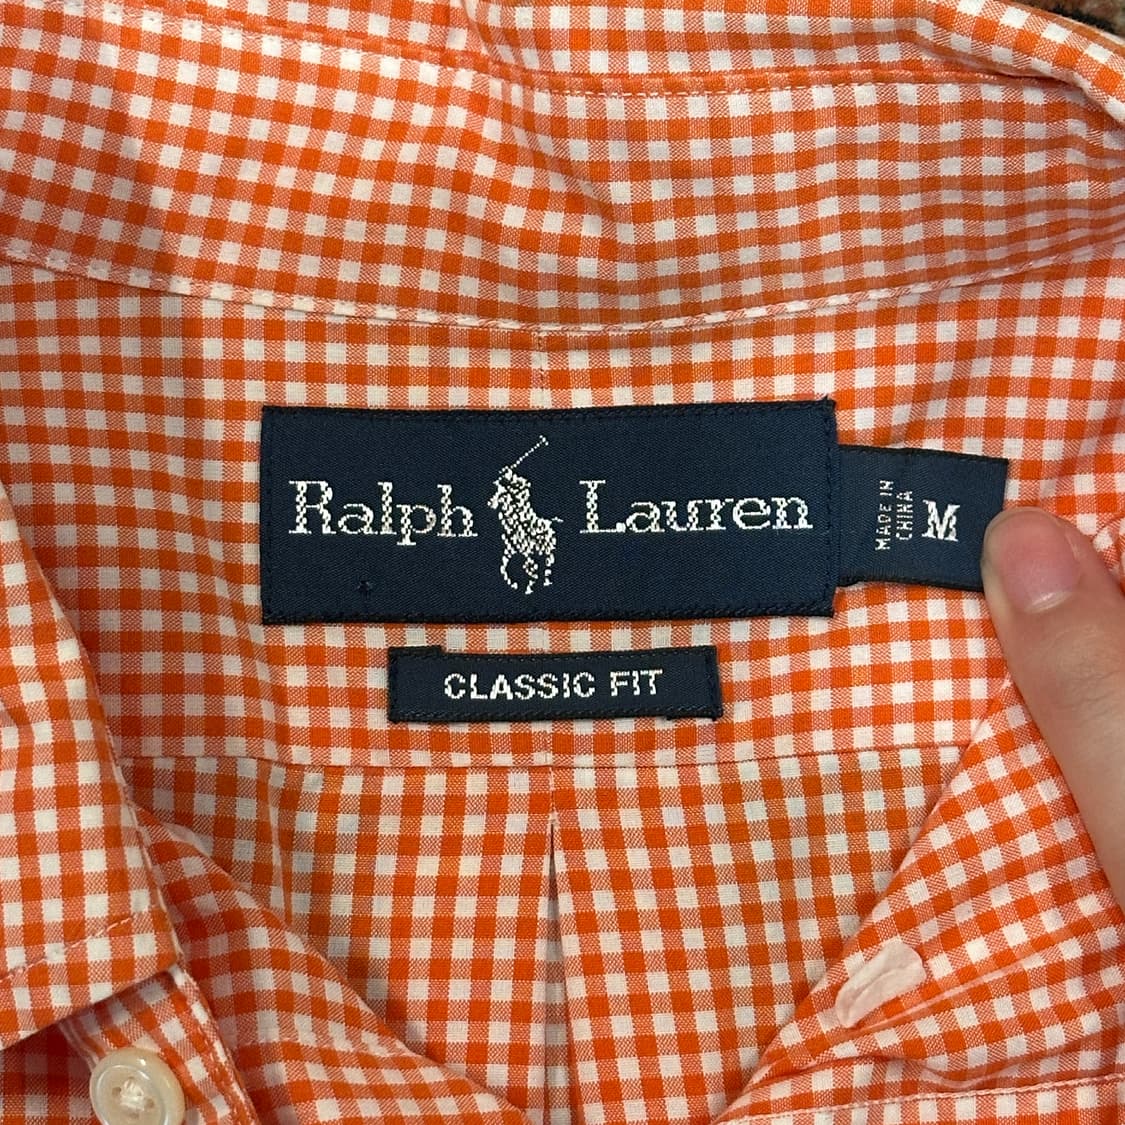 Ralph Lauren
MADE IN
CHINA
M
CLASSIC FIT